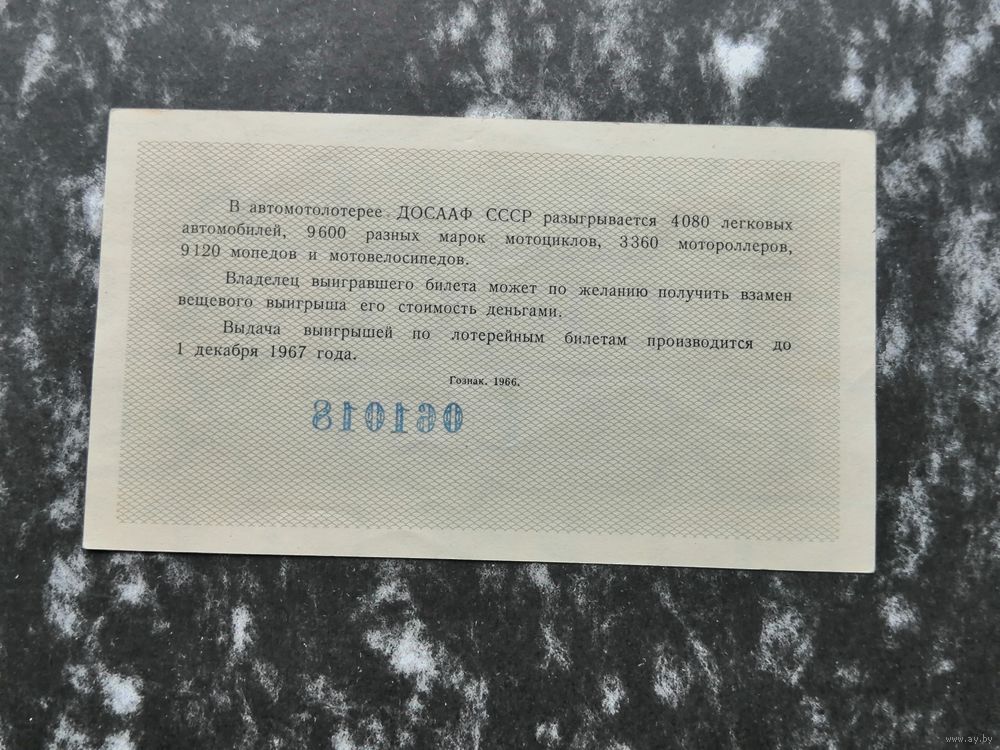 В автомотолотерее ДОСААФ СССР разыгрывается 4080 легковых
автомобилей, 9600 разных марок мотоциклов, 3360 мотороллеров,
9120 мопедов и мотовелосипедов.
Владелец выигравшего билета может по желанию получить взамен
вещевого выигрыша его стоимость деньгами.
Выдача выигрышей по лотерейным билетам производится до
1 декабря 1967 года.
Гознак. 1966.
061018
www.ay.by